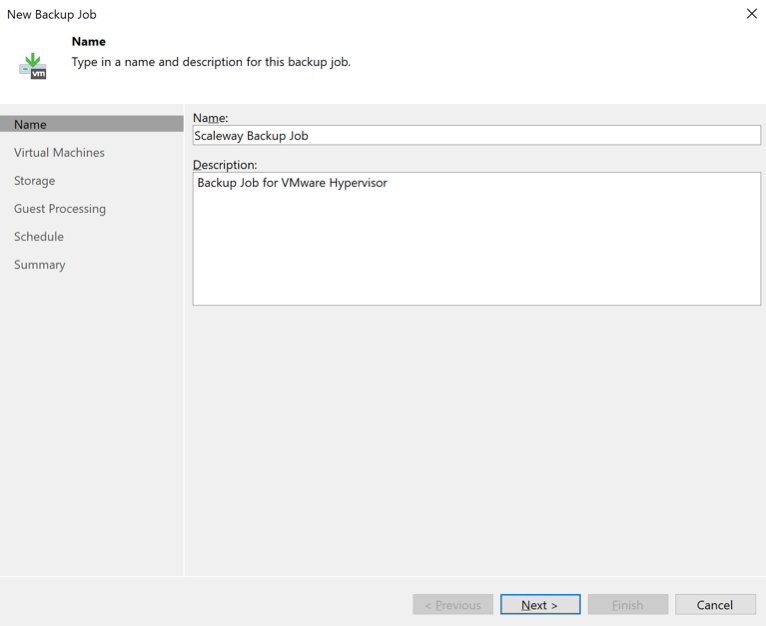 New Backup Job
Name
Type in a name and description for this backup job.
vm
Name
Virtual Machines
Storage
Guest Processing
Schedule
Summary
Name:
Scaleway Backup Job
Description:
Backup Job for VMware Hypervisor
< Previous
Next >
Finish
Cancel